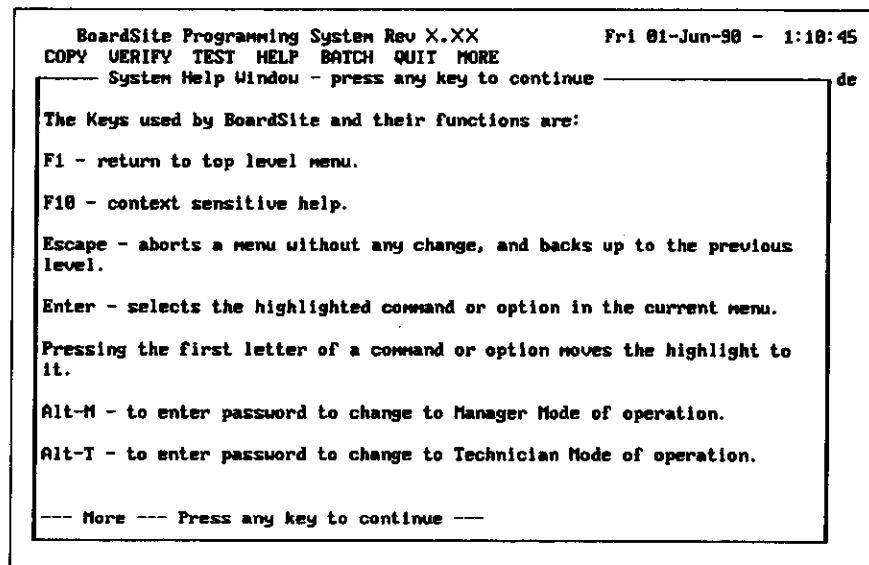 BoardSite Programming System Rev X.XX Fri 01-Jun-90 - 1:10:45
COPY VERIFY TEST HELP BATCH QUIT MORE
System Help Window - press any key to continue
de
The Keys used by BoardSite and their functions are:
F1 - return to top level menu.
F10 - context sensitive help.
Escape - aborts a menu without any change, and backs up to the previous
level.
Enter - selects the highlighted command or option in the current menu.
Pressing the first letter of a command or option moves the highlight to
it.
Alt-M - to enter password to change to Manager Mode of operation.
Alt-T - to enter password to change to Technician Mode of operation.
--- More --- Press any key to continue ---